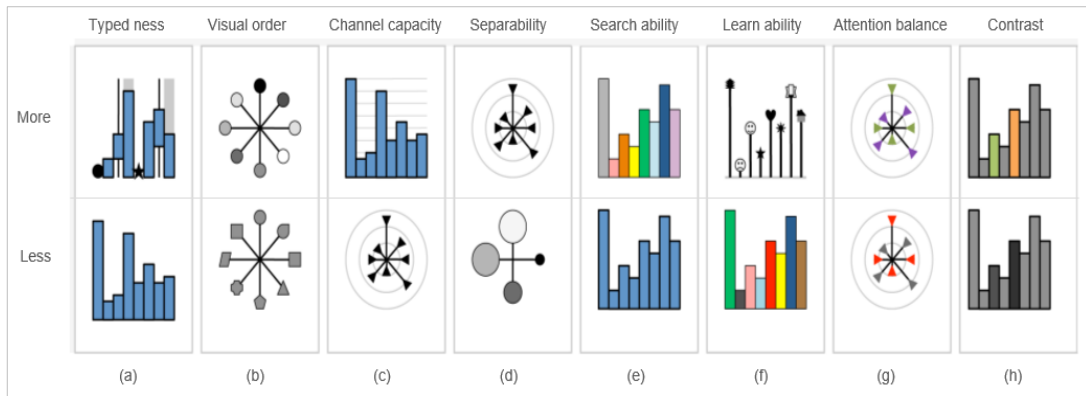 Typed ness Visual order Channel capacity Separability Search ability Learn ability Attention balance Contrast
More
Less
(a) (b) (c) (d) (e) (f) (g) (h)